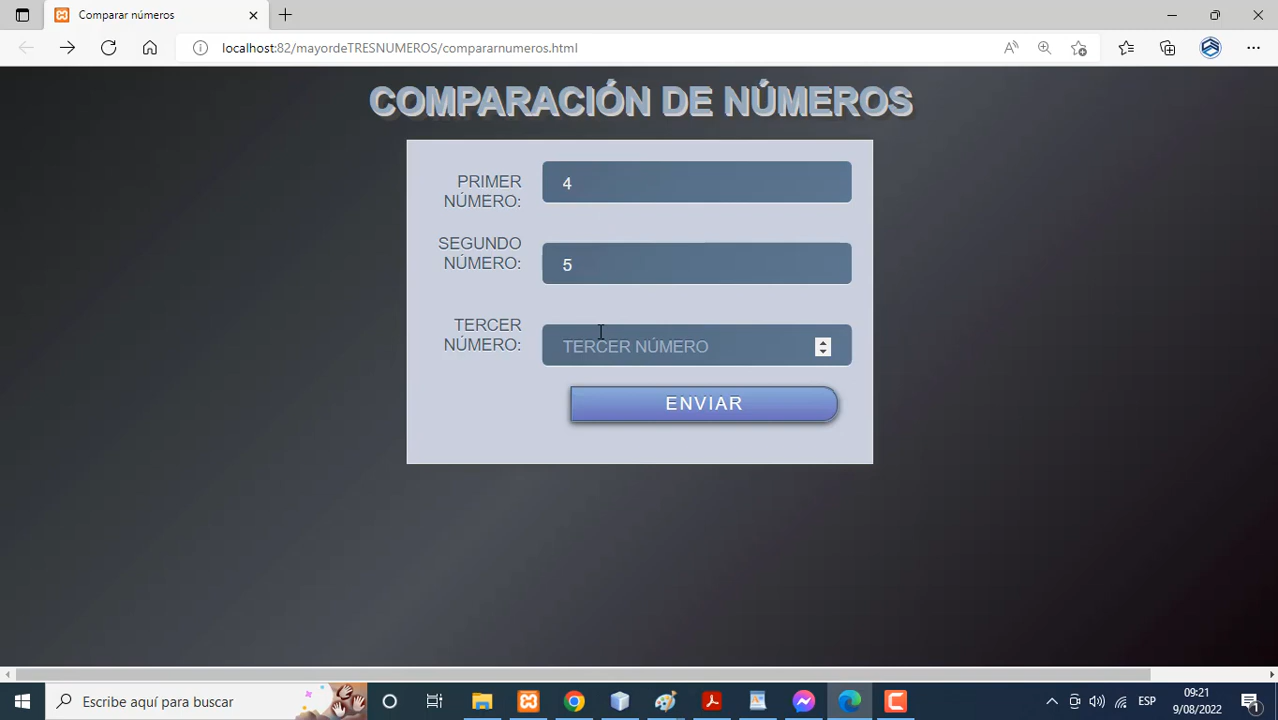 Comparar números
localhost:82/mayordeTRESNUMEROS/compararnumeros.html
COMPARACIÓN DE NÚMEROS
PRIMER
NÚMERO:
4
SEGUNDO
NÚMERO:
5
TERCER
NÚMERO:
TERCER NÚMERO
ENVIAR
Escribe aquí para buscar
ESP
09:21
9/08/2022
1